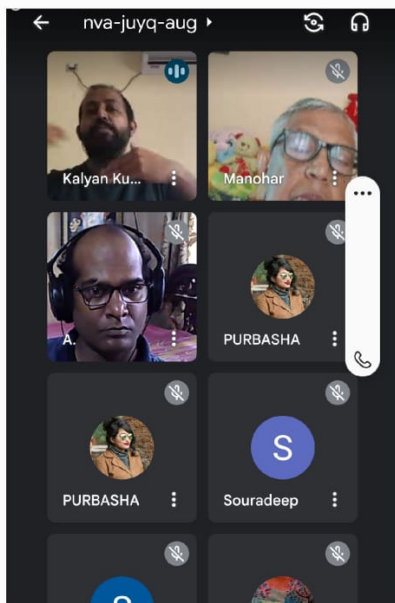 nva-juyq-aug
Kalyan Ku...
Manohar
A.
PURBASHA
PURBASHA
Souradeep
S
S